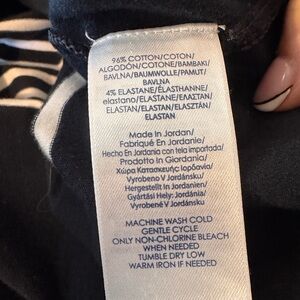 96% COTTON/COTON/
ALGODÓN/COTONE/BAMBAKI/
BAVLNA/BAUMWOLLE/PAMUT/
BAVLNA
4% ELASTANE/ÉLASTHANNE/
elastano/ELASTANE/ΕΛΑΣΤΑΝ/
ELASTAN/ELASTAN/ELASZTÁN/
ELASTAN
Made In Jordan/
Fabriqué En Jordanie/
Hecho En Jordania con tela importada/
Prodotto In Giordania/
Χώρα Κατασκευής: Ιορδανία/
Vyrobeno V Jordánsku/
Hergestellt in Jordanien/
Gyártási Hely: Jordánia/
Vyrobené V Jordánsku
MACHINE WASH COLD
GENTLE CYCLE
ONLY NON-CHLORINE BLEACH
WHEN NEEDED
TUMBLE DRY LOW
WARM IRON IF NEEDED